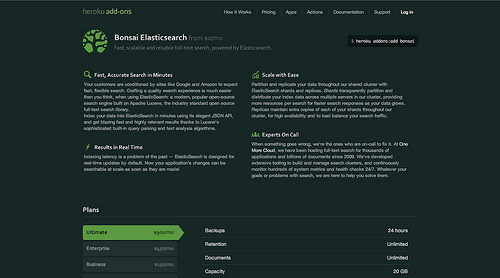 heroku add-ons
How It Works Pricing Apps Addons Documentation Support Log in
Bonsai Elasticsearch from $10/mo
Fast, scalable and reliable full-text search, powered by Elasticsearch.
$ heroku addons:add bonsai
Fast, Accurate Search in Minutes
Your customers are conditioned by sites like Google and Amazon to expect
fast, flexible search. Crafting a quality search experience is much easier
than you think, when using ElasticSearch: a modern, popular open-source
search engine built on Apache Lucene, the industry standard open source
full-text search library.
Index your data into ElasticSearch in minutes using its elegant JSON API,
and get blazing fast and highly relevant results thanks to Lucene's
sophisticated built-in query parsing and text analysis algorithms.
Results in Real Time
Indexing latency is a problem of the past — ElasticSearch is designed for
real-time updates by default. Now your application's changes can be
searchable at scale as soon as they are made!
Scale with Ease
Partition and replicate your data throughout our shared cluster with
ElasticSearch shards and replicas. Shards transparently partition and
distribute your index data across multiple servers in our cluster, providing
more resources per search for faster search responses as your data grows.
Replicas maintain extra copies of each of your shards throughout our
cluster, for high availability and to load balance your search traffic.
Experts On Call
When something goes wrong, we're the ones who are on-call to fix it. At One
More Cloud, we have been hosting full-text search for thousands of
applications and billions of documents since 2009. We've developed
extensive tooling to build and manage search clusters, and continuously
monitor hundreds of system metrics and health checks 24/7. Whatever your
goals or problems with search, we are here to help you solve them.
Plans
Ultimate $900/mo
Enterprise $450/mo
Business
Backups 24 hours
Retention Unlimited
Documents Unlimited
Capacity 20 GB